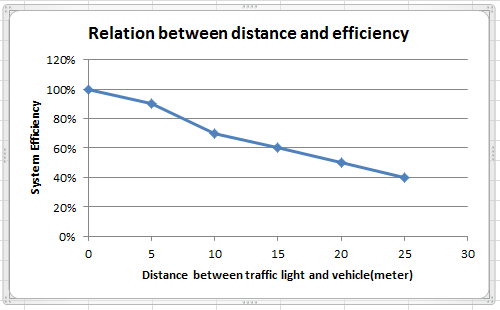 Relation between distance and efficiency
120%
100%
80%
60%
40%
20%
0%
System Efficiency
0 5 10 15 20 25 30
Distance between traffic light and vehicle(meter)